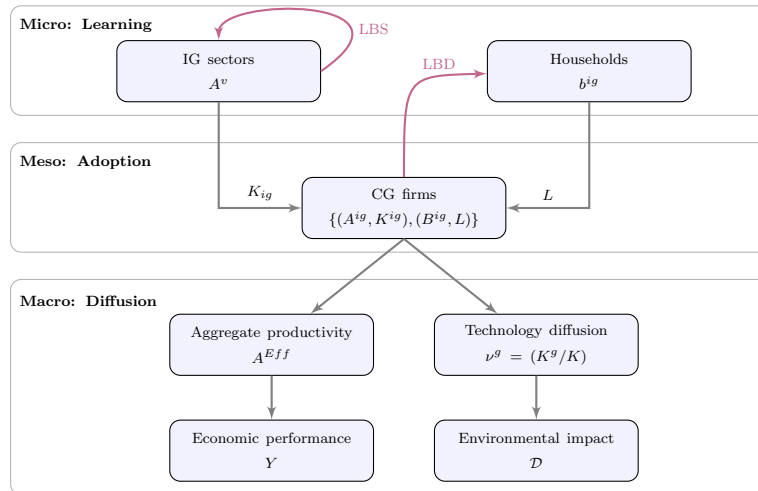 Micro: Learning
LBS
IG sectors
A^v
LBD
Households
b^{ig}
Meso: Adoption
K_{ig}
L
CG firms
{(A^{ig}, K^{ig}), (B^{ig}, L)}
Macro: Diffusion
Aggregate productivity
A^{Eff}
Technology diffusion
ν^g = (K^g/K)
Economic performance
Y
Environmental impact
𝒟